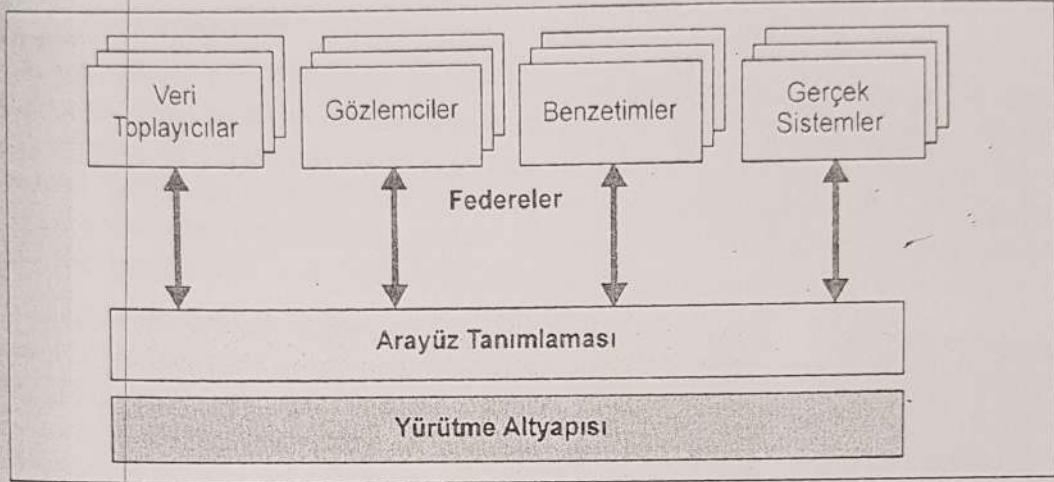 Veri
Toplayıcılar
Gözlemciler
Benzetimler
Gerçek
Sistemler
Federeler
Arayüz Tanımlaması
Yürütme Altyapısı